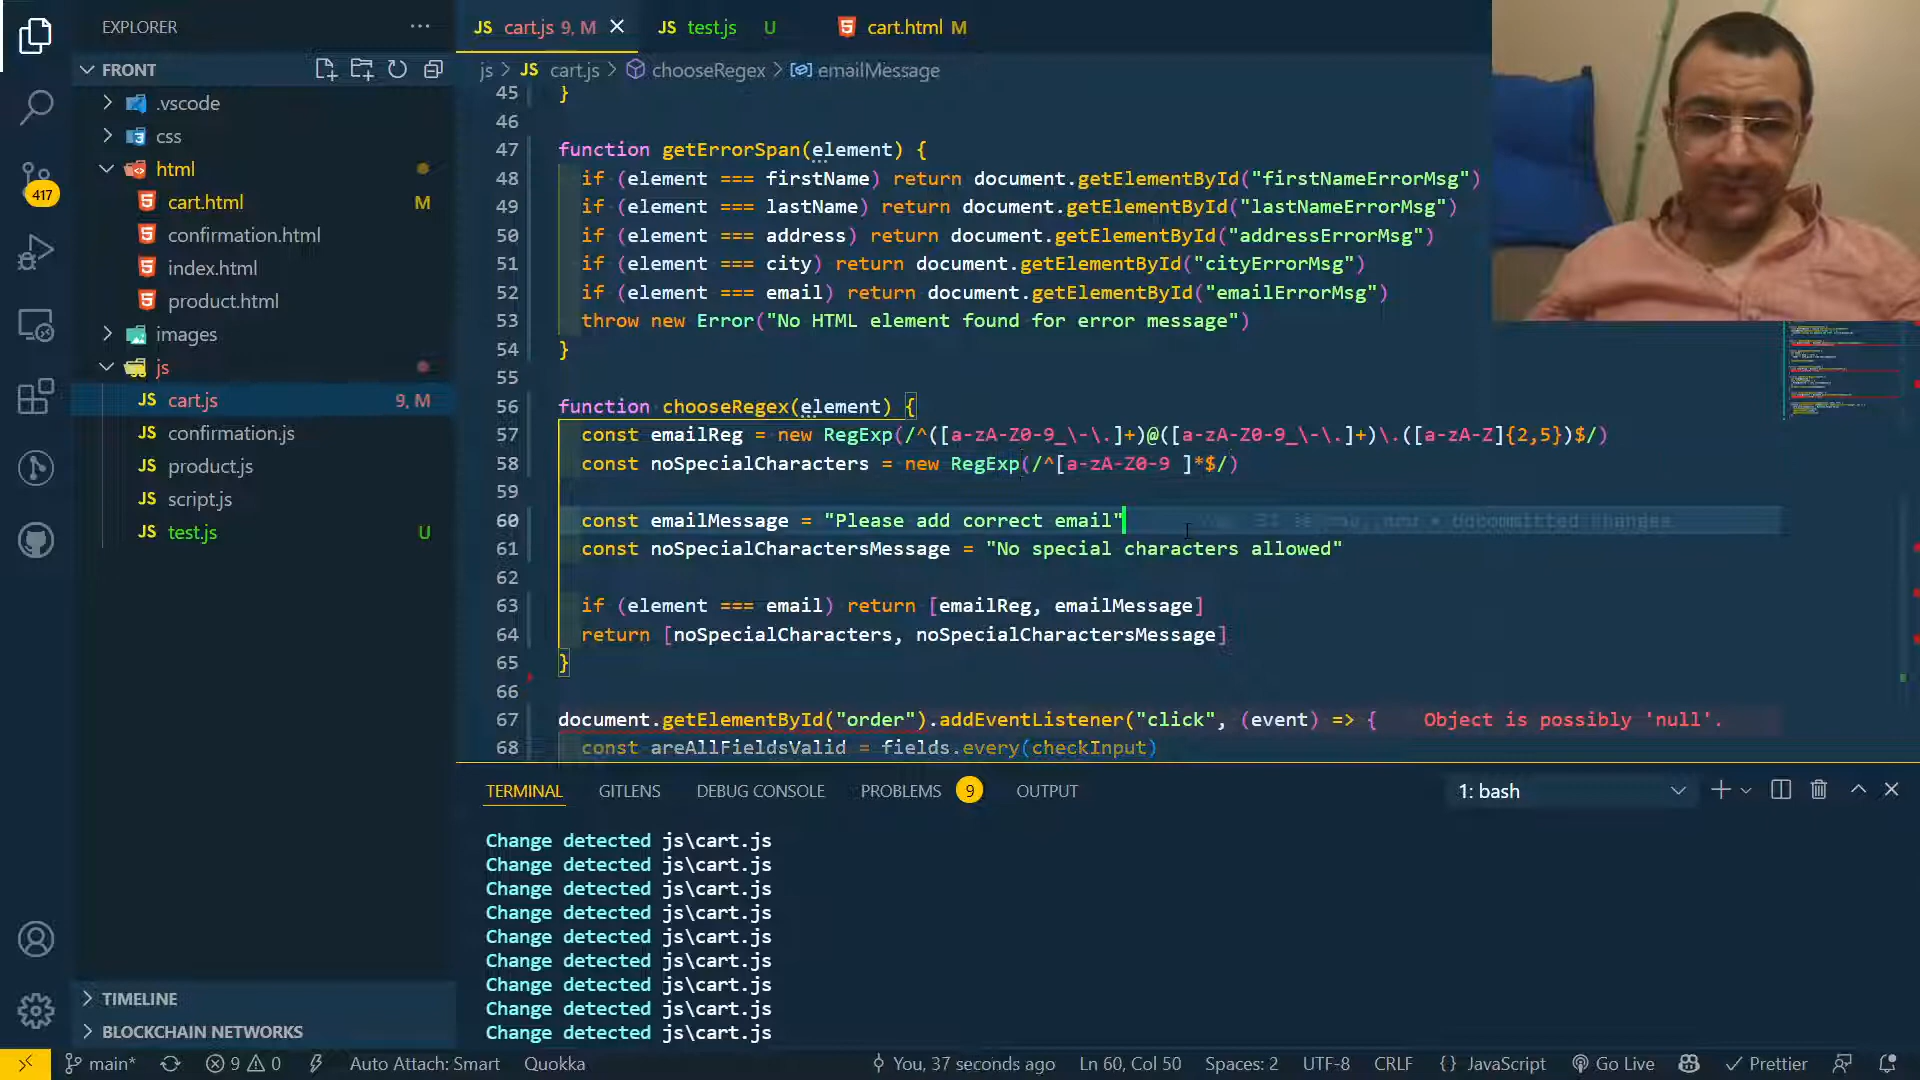 EXPLORER ···
JS cart.js 9, M
JS test.js U
cart.html M
FRONT
js > JS cart.js > chooseRegex > emailMessage
.vscode
css
html
cart.html M
confirmation.html
index.html
product.html
images
js
JS cart.js 9, M
JS confirmation.js
JS product.js
JS script.js
JS test.js U
417
45 }
46
47 function getErrorSpan(element) {
48 if (element === firstName) return document.getElementById("firstNameErrorMsg")
49 if (element === lastName) return document.getElementById("lastNameErrorMsg")
50 if (element === address) return document.getElementById("addressErrorMsg")
51 if (element === city) return document.getElementById("cityErrorMsg")
52 if (element === email) return document.getElementById("emailErrorMsg")
53 throw new Error("No HTML element found for error message")
54 }
55
56 function chooseRegex(element) {
57 const emailReg = new RegExp(/^([a-zA-Z0-9_\-\.]+)@([a-zA-Z0-9_\-\.]+)\.([a-zA-Z]{2,5})$/)
58 const noSpecialCharacters = new RegExp(/^[a-zA-Z0-9 ]*$/)
59
60 const emailMessage = "Please add correct email"
61 const noSpecialCharactersMessage = "No special characters allowed"
62
63 if (element === email) return [emailReg, emailMessage]
64 return [noSpecialCharacters, noSpecialCharactersMessage]
65 }
66
67 document.getElementById("order").addEventListener("click", (event) => { Object is possibly 'null'.
68 const areAllFieldsValid = fields.every(checkInput)
TERMINAL GITLENS DEBUG CONSOLE PROBLEMS 9 OUTPUT 1: bash
Change detected js\cart.js
Change detected js\cart.js
Change detected js\cart.js
Change detected js\cart.js
Change detected js\cart.js
Change detected js\cart.js
Change detected js\cart.js
Change detected js\cart.js
Change detected js\cart.js
TIMELINE
BLOCKCHAIN NETWORKS
main* 9 0 Auto Attach: Smart Quokka You, 37 seconds ago Ln 60, Col 50 Spaces: 2 UTF-8 CRLF {} JavaScript Go Live Prettier